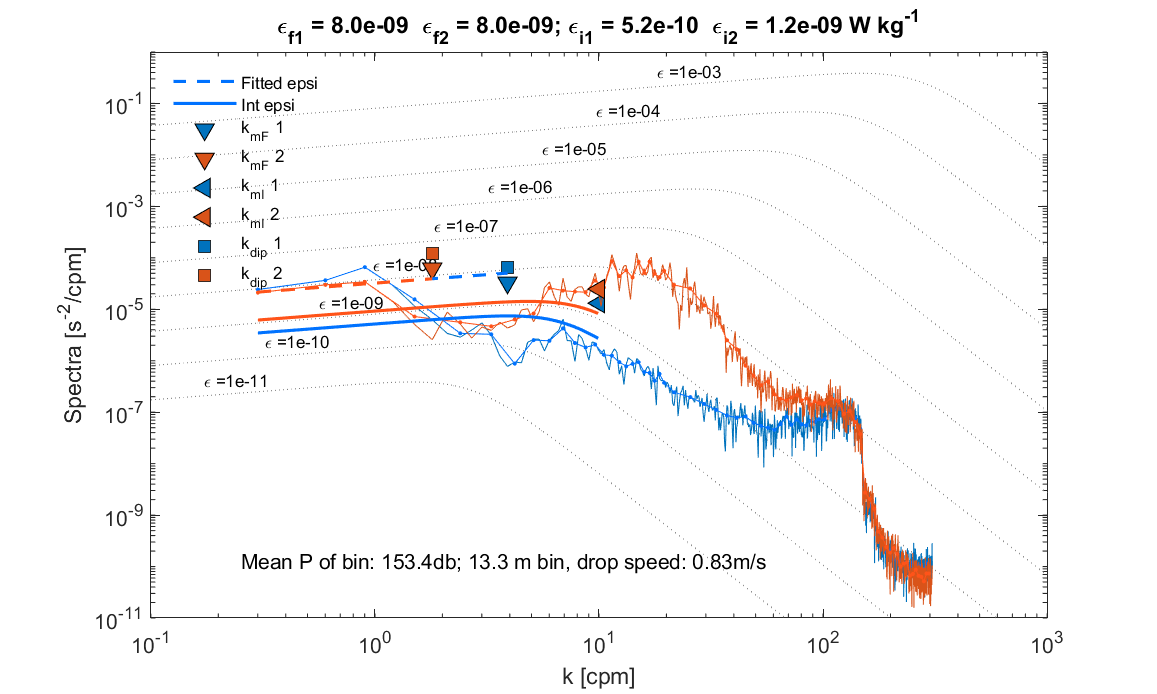 ϵf1 = 8.0e-09 ϵf2 = 8.0e-09; ϵi1 = 5.2e-10 ϵi2 = 1.2e-09 W kg-1
Fitted epsi
Int epsi
kmF 1
kmF 2
kmI 1
kmI 2
kdip 1
kdip 2
ϵ =1e-03
ϵ =1e-04
ϵ =1e-05
ϵ =1e-06
ϵ =1e-07
ϵ =1e-08
ϵ =1e-09
ϵ =1e-10
ϵ =1e-11
Mean P of bin: 153.4db; 13.3 m bin, drop speed: 0.83m/s
Spectra [s-2/cpm]
10-1
10-3
10-5
10-7
10-9
10-11
10-1 100 101 102 103
k [cpm]